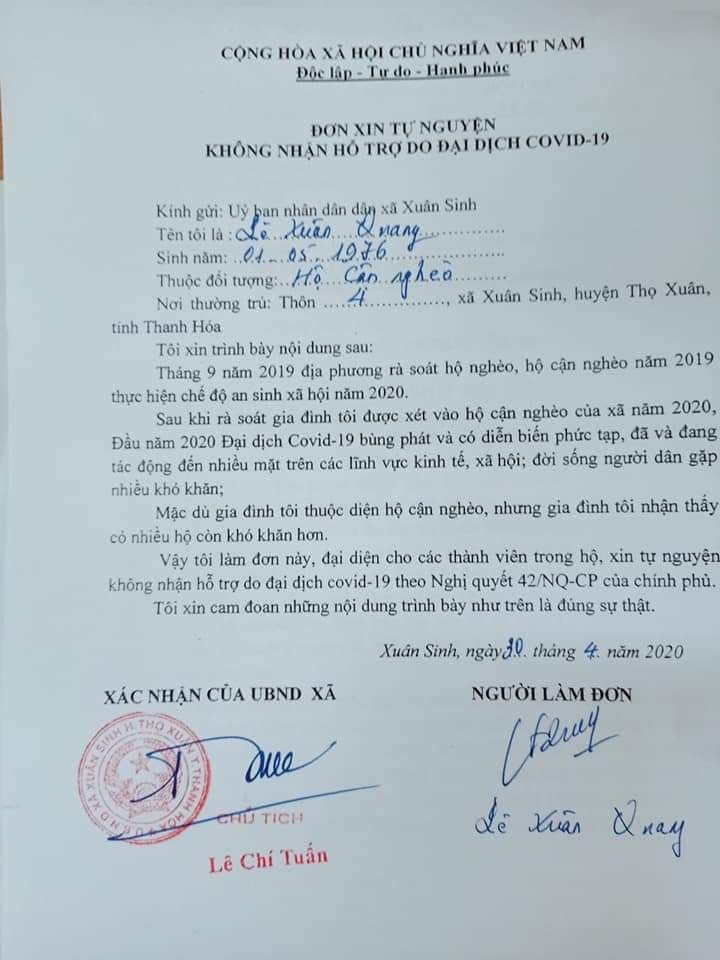 CỘNG HÒA XÃ HỘI CHỦ NGHĨA VIỆT NAM
Độc lập - Tự do - Hạnh phúc
ĐƠN XIN TỰ NGUYỆN
KHÔNG NHẬN HỖ TRỢ DO ĐẠI DỊCH COVID-19
Kính gửi: Uỷ ban nhân dân dân xã Xuân Sinh
Tên tôi là : Lê Xuân Quang
Sinh năm: 01 - 05 - 1976
Thuộc đối tượng: Hộ Cận nghèo
Nơi thường trú: Thôn 4, xã Xuân Sinh, huyện Thọ Xuân,
tỉnh Thanh Hóa
Tôi xin trình bày nội dung sau:
Tháng 9 năm 2019 địa phương rà soát hộ nghèo, hộ cận nghèo năm 2019
thực hiện chế độ an sinh xã hội năm 2020.
Sau khi rà soát gia đình tôi được xét vào hộ cận nghèo của xã năm 2020,
Đầu năm 2020 Đại dịch Covid-19 bùng phát và có diễn biến phức tạp, đã và đang
tác động đến nhiều mặt trên các lĩnh vực kinh tế, xã hội; đời sống người dân gặp
nhiều khó khăn;
Mặc dù gia đình tôi thuộc diện hộ cận nghèo, nhưng gia đình tôi nhận thấy
có nhiều hộ còn khó khăn hơn.
Vậy tôi làm đơn này, đại diện cho các thành viên trong hộ, xin tự nguyện
không nhận hỗ trợ do đại dịch covid-19 theo Nghị quyết 42/NQ-CP của chính phủ.
Tôi xin cam đoan những nội dung trình bày như trên là đúng sự thật.
Xuân Sinh, ngày 30. tháng 4. năm 2020
XÁC NHẬN CỦA UBND XÃ
NGƯỜI LÀM ĐƠN
U.B.N.D XÃ XUÂN SINH H.THỌ XUÂN T.THANH HÓA
CHỦ TỊCH
Lê Chí Tuấn
Lê Xuân Quang